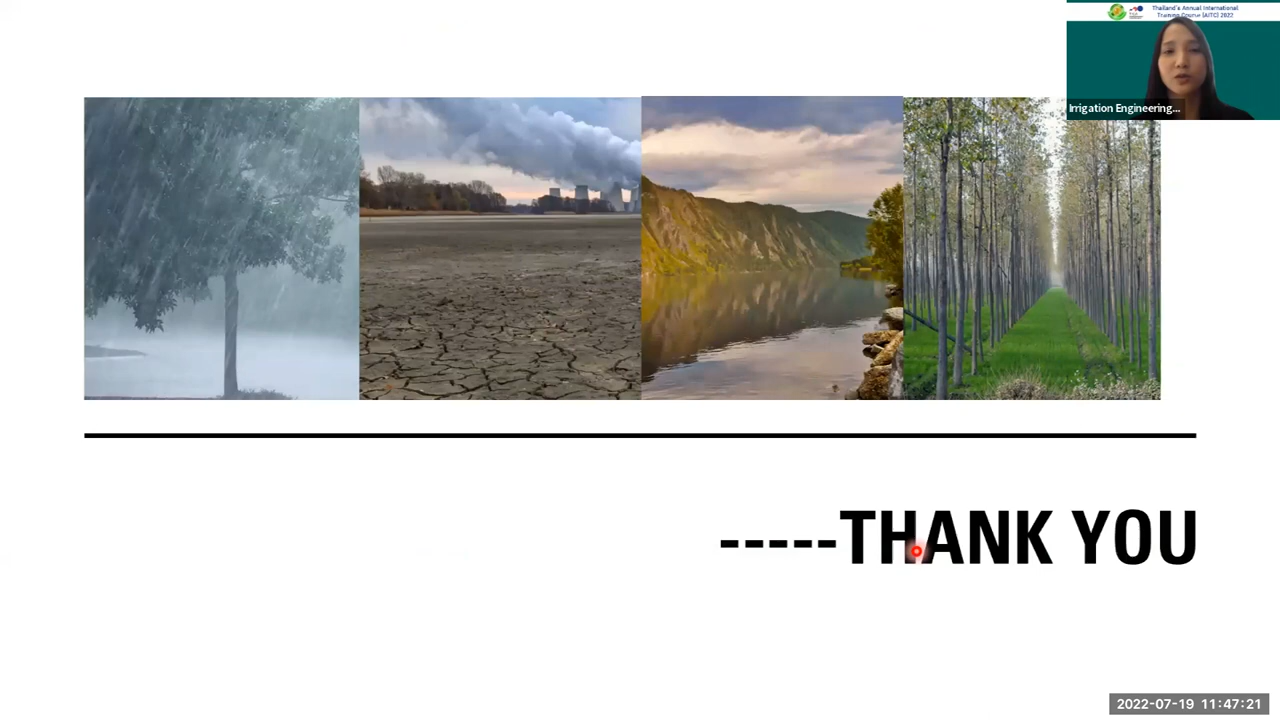 Thailand's Annual International
Training Course (AITC) 2022
Irrigation Engineering...
-----THANK YOU
2022-07-19 11:47:21